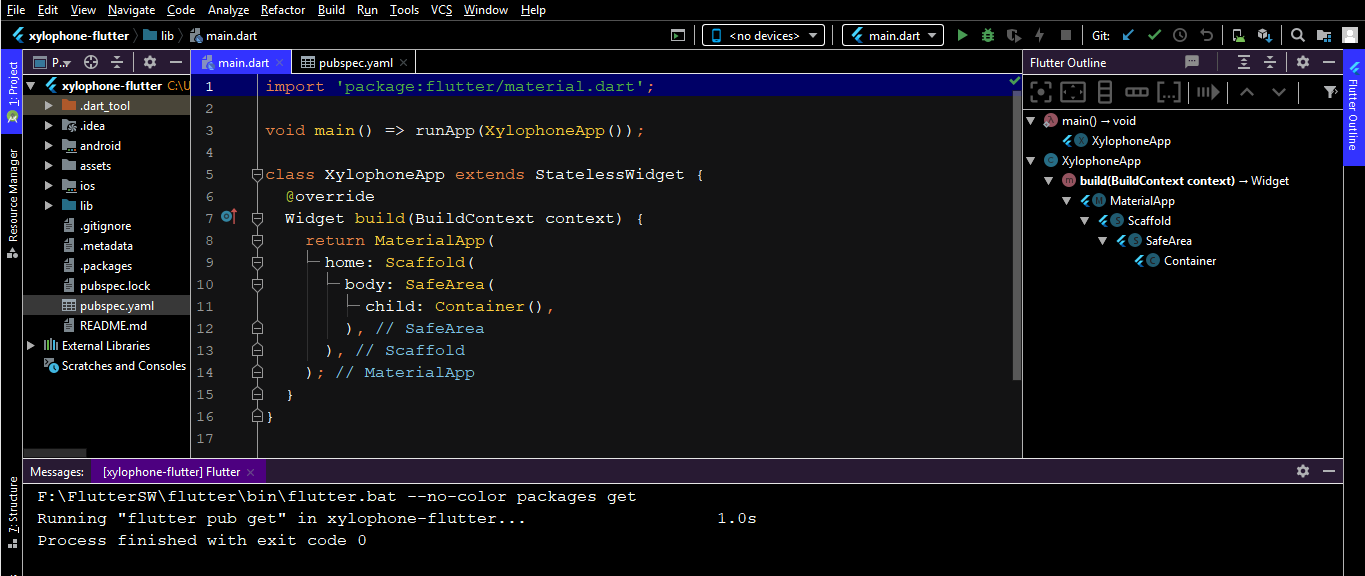 File Edit View Navigate Code Analyze Refactor Build Run Tools VCS Window Help
xylophone-flutter lib main.dart <no devices> main.dart Git:
1: Project
Resource Manager
7: Structure
P..
xylophone-flutter C:\U
.dart_tool
.idea
android
assets
ios
lib
.gitignore
.metadata
.packages
pubspec.lock
pubspec.yaml
README.md
External Libraries
Scratches and Consoles
main.dart pubspec.yaml
1 import 'package:flutter/material.dart';
2
3 void main() => runApp(XylophoneApp());
4
5 class XylophoneApp extends StatelessWidget {
6 @override
7 Widget build(BuildContext context) {
8 return MaterialApp(
9 home: Scaffold(
10 body: SafeArea(
11 child: Container(),
12 ), // SafeArea
13 ), // Scaffold
14 ); // MaterialApp
15 }
16 }
17
Flutter Outline
main() → void
XylophoneApp
XylophoneApp
build(BuildContext context) → Widget
MaterialApp
Scaffold
SafeArea
Container
Flutter Outline
Messages: [xylophone-flutter] Flutter
F:\FlutterSW\flutter\bin\flutter.bat --no-color packages get
Running "flutter pub get" in xylophone-flutter... 1.0s
Process finished with exit code 0